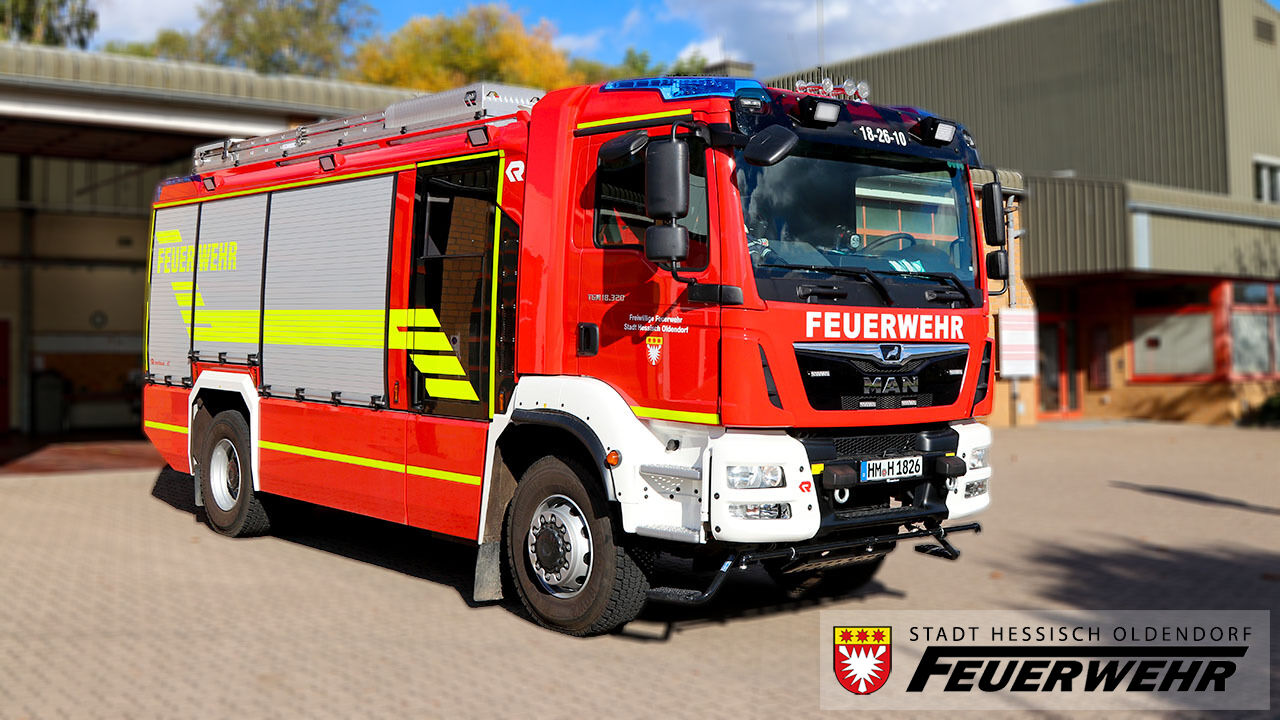 18-26-10
FEUERWEHR
TGM 18.320
Freiwillige Feuerwehr
Stadt Hessisch Oldendorf
FEUERWEHR
MAN
HM H 1826
STADT HESSISCH OLDENDORF
FEUERWEHR